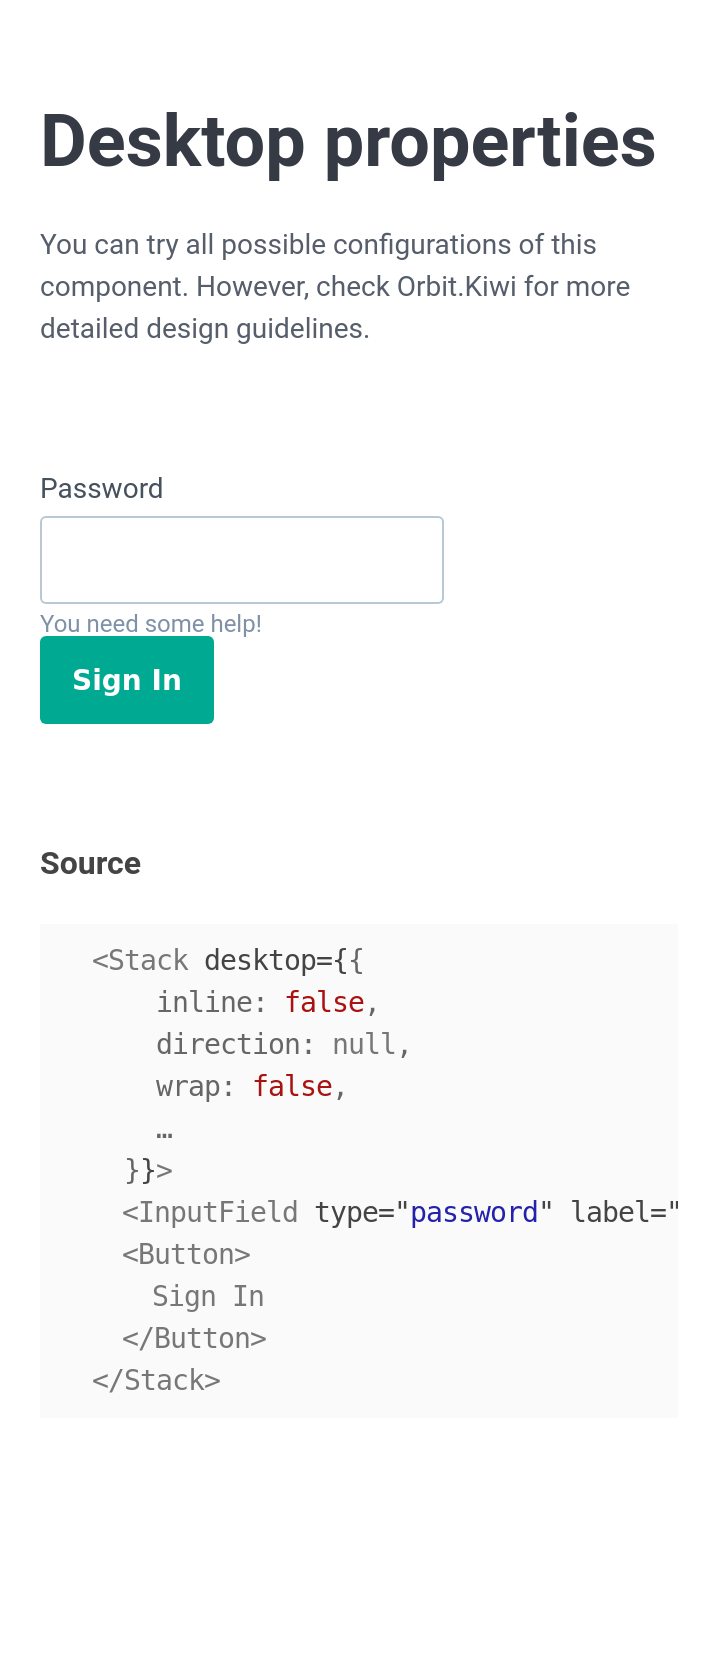 Desktop properties
You can try all possible configurations of this
component. However, check Orbit.Kiwi for more
detailed design guidelines.
Password
You need some help!
Sign In
Source
<Stack desktop={{
inline: false,
direction: null,
wrap: false,
…
}}>
<InputField type="password" label="
<Button>
Sign In
</Button>
</Stack>